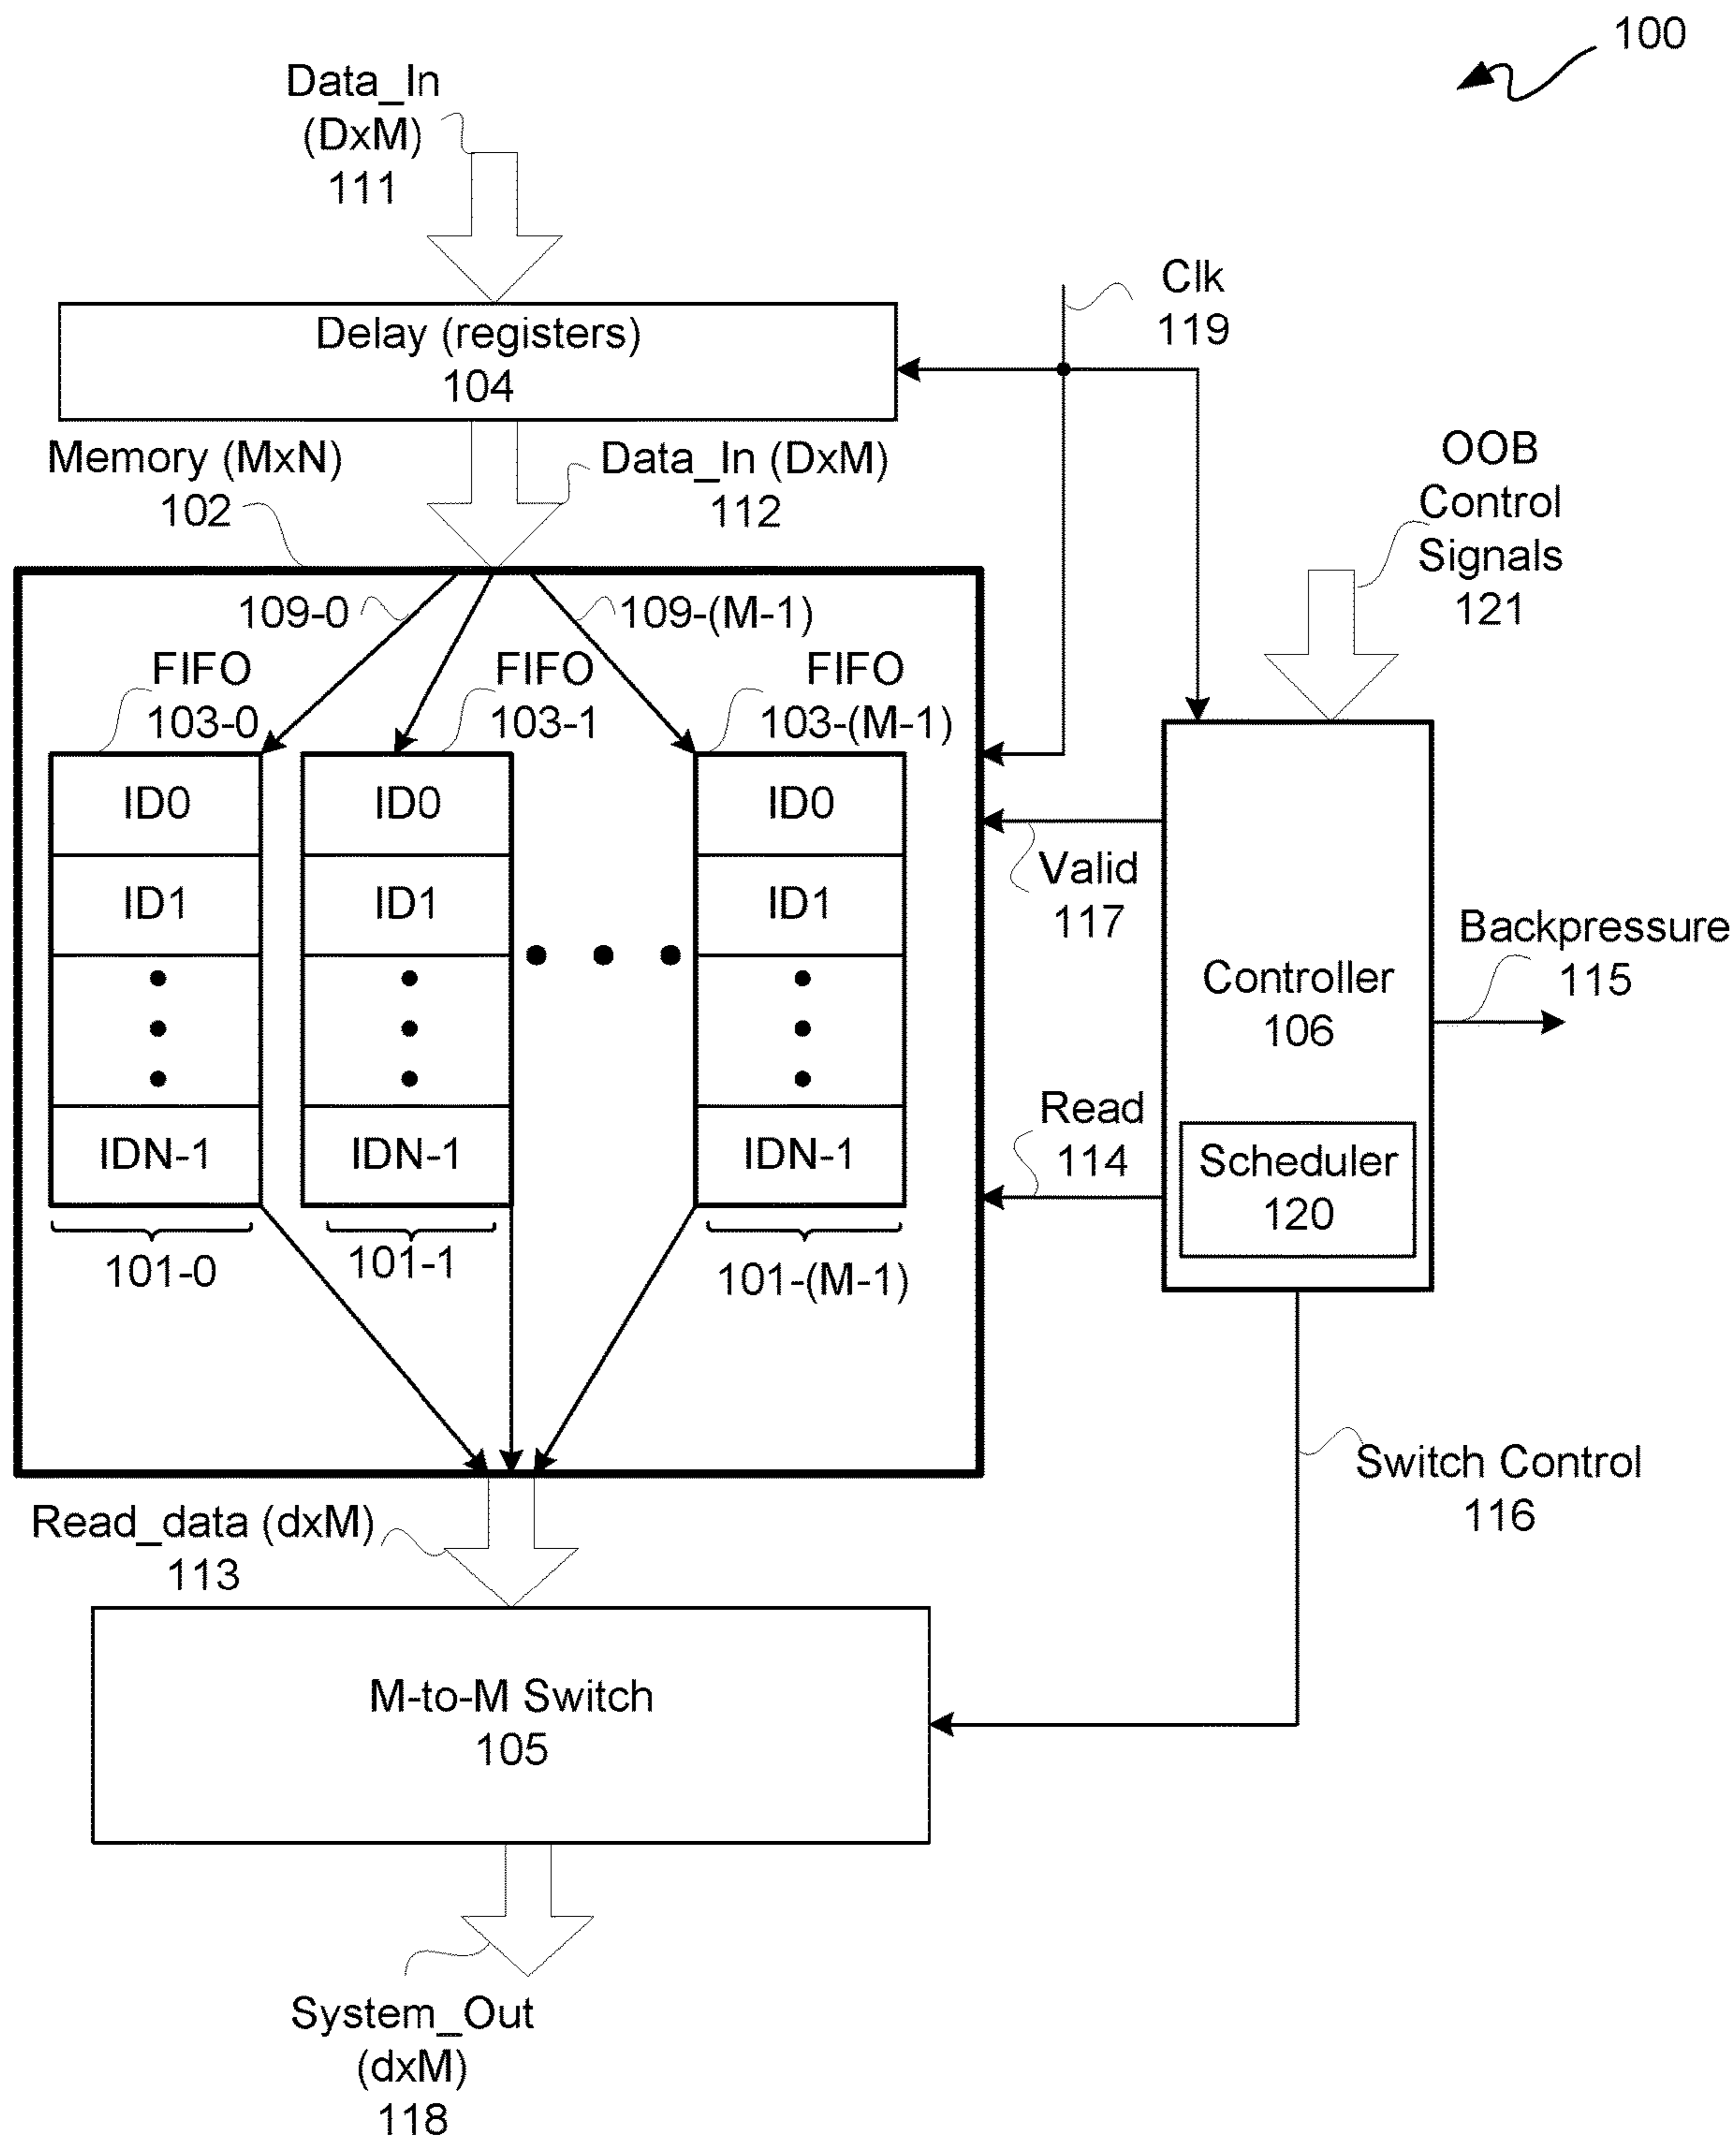 100
Data_In
(DxM)
111
Clk
119
Delay (registers)
104
Memory (MxN)
102
Data_In (DxM)
112
OOB
Control
Signals
121
109-0
109-(M-1)
FIFO
103-0
FIFO
103-1
FIFO
103-(M-1)
ID0
ID0
ID0
ID1
ID1
ID1
IDN-1
IDN-1
IDN-1
101-0
101-1
101-(M-1)
Valid
117
Controller
106
Backpressure
115
Read
114
Scheduler
120
Switch Control
116
Read_data (dxM)
113
M-to-M Switch
105
System_Out
(dxM)
118